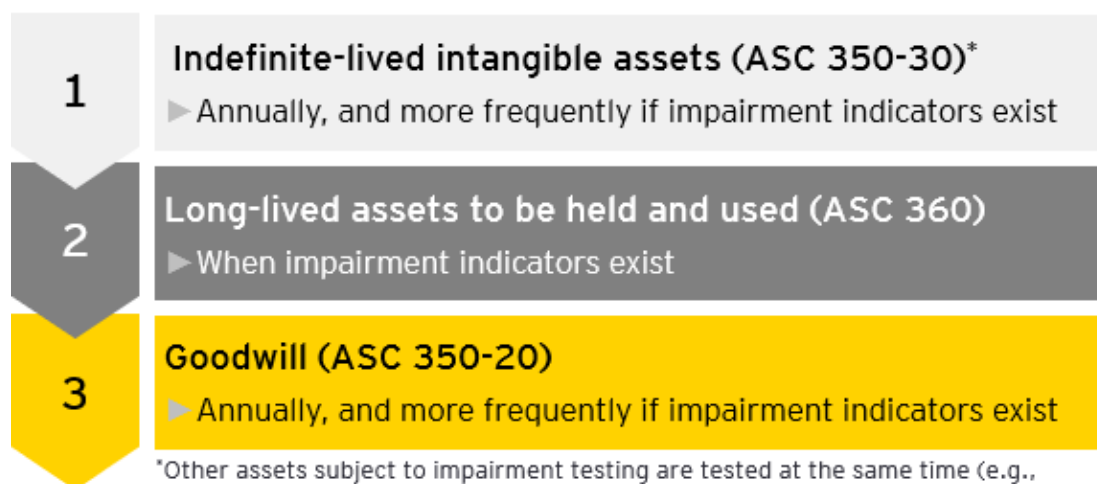 1
Indefinite-lived intangible assets (ASC 350-30)*
►Annually, and more frequently if impairment indicators exist
2
Long-lived assets to be held and used (ASC 360)
►When impairment indicators exist
3
Goodwill (ASC 350-20)
►Annually, and more frequently if impairment indicators exist
*Other assets subject to impairment testing are tested at the same time (e.g.,